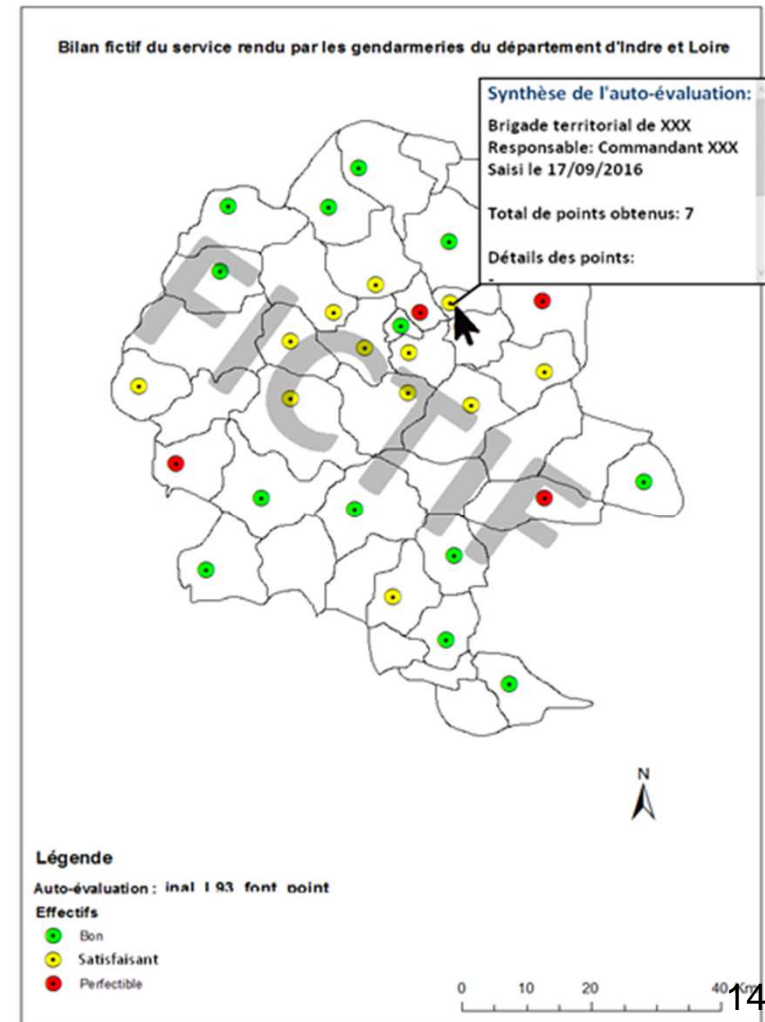 Bilan fictif du service rendu par les gendarmeries du département d'Indre et Loire
Synthèse de l'auto-évaluation:
Brigade territorial de XXX
Responsable: Commandant XXX
Saisi le 17/09/2016
Total de points obtenus: 7
Détails des points:
-
FICTIF
N
Légende
Auto-évaluation :
Effectifs
Bon
Satisfaisant
Perfectible
0 10 20 40 Km
14